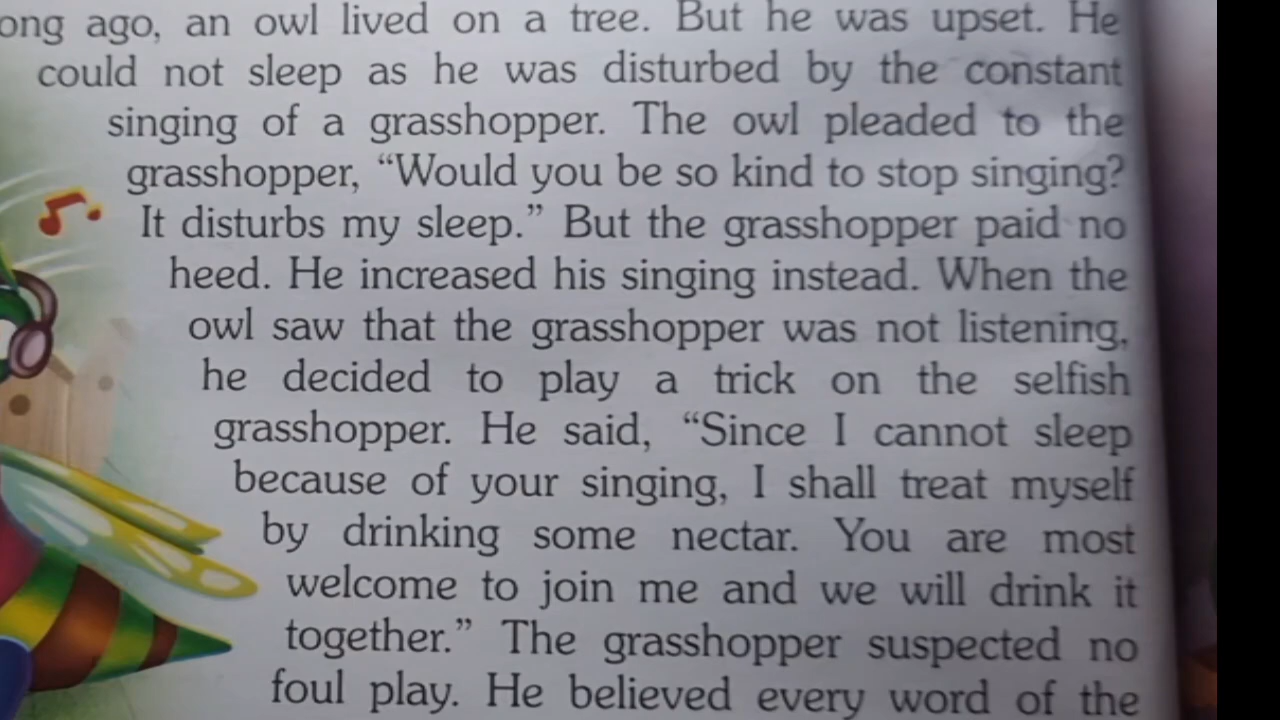 ong ago, an owl lived on a tree. But he was upset. He
could not sleep as he was disturbed by the constant
singing of a grasshopper. The owl pleaded to the
grasshopper, “Would you be so kind to stop singing?
It disturbs my sleep.” But the grasshopper paid no
heed. He increased his singing instead. When the
owl saw that the grasshopper was not listening,
he decided to play a trick on the selfish
grasshopper. He said, “Since I cannot sleep
because of your singing, I shall treat myself
by drinking some nectar. You are most
welcome to join me and we will drink it
together.” The grasshopper suspected no
foul play. He believed every word of the